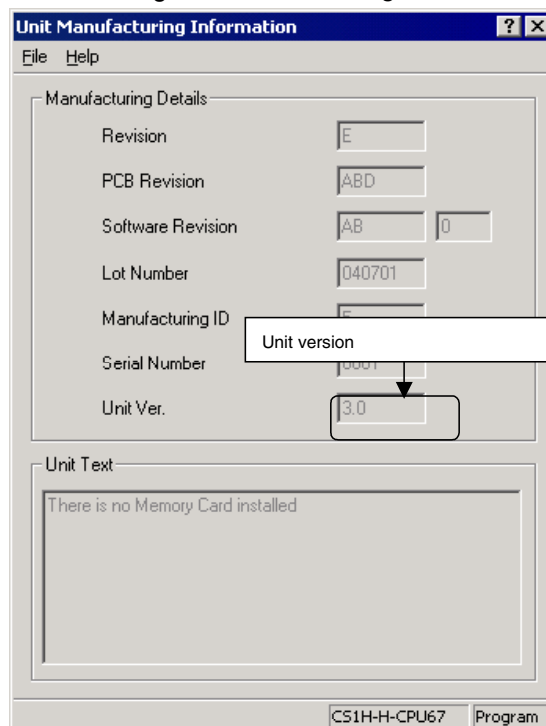 Unit Manufacturing Information ? X
File Help
Manufacturing Details
Revision E
PCB Revision ABD
Software Revision AB 0
Lot Number 040701
Manufacturing ID
Unit version
Serial Number 0001
Unit Ver. 3.0
Unit Text
There is no Memory Card installed
CS1H-H-CPU67 Program